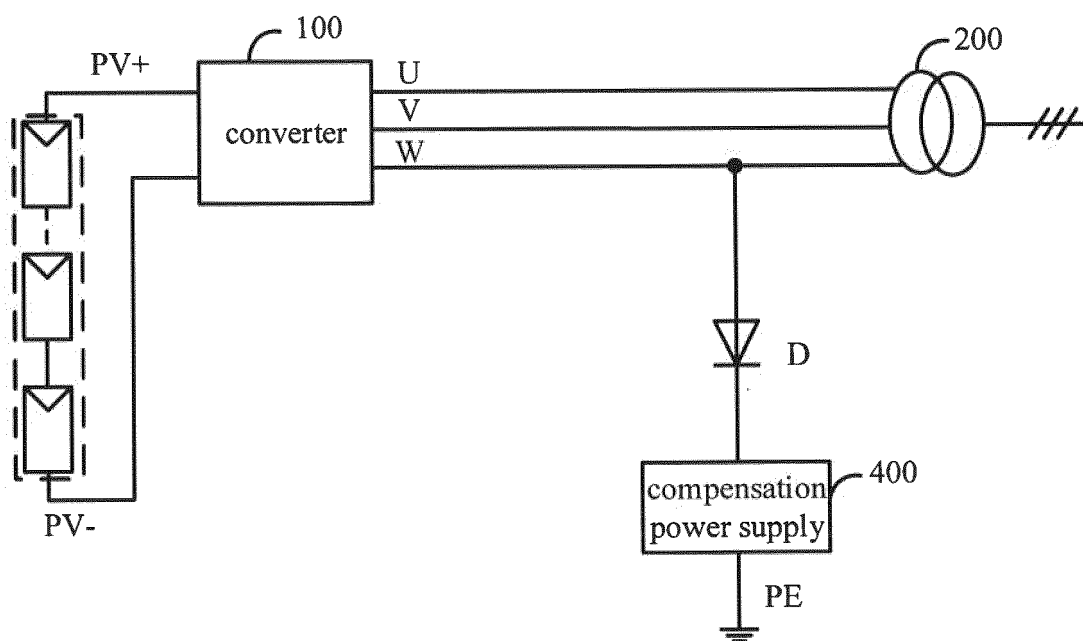 100
200
PV+
U
V
converter
W
D
400
compensation
power supply
PV-
PE